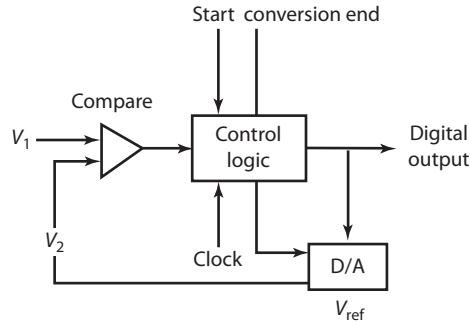 Start conversion end
Compare
V1
Control
logic
Digital
output
V2
Clock
D/A
Vref